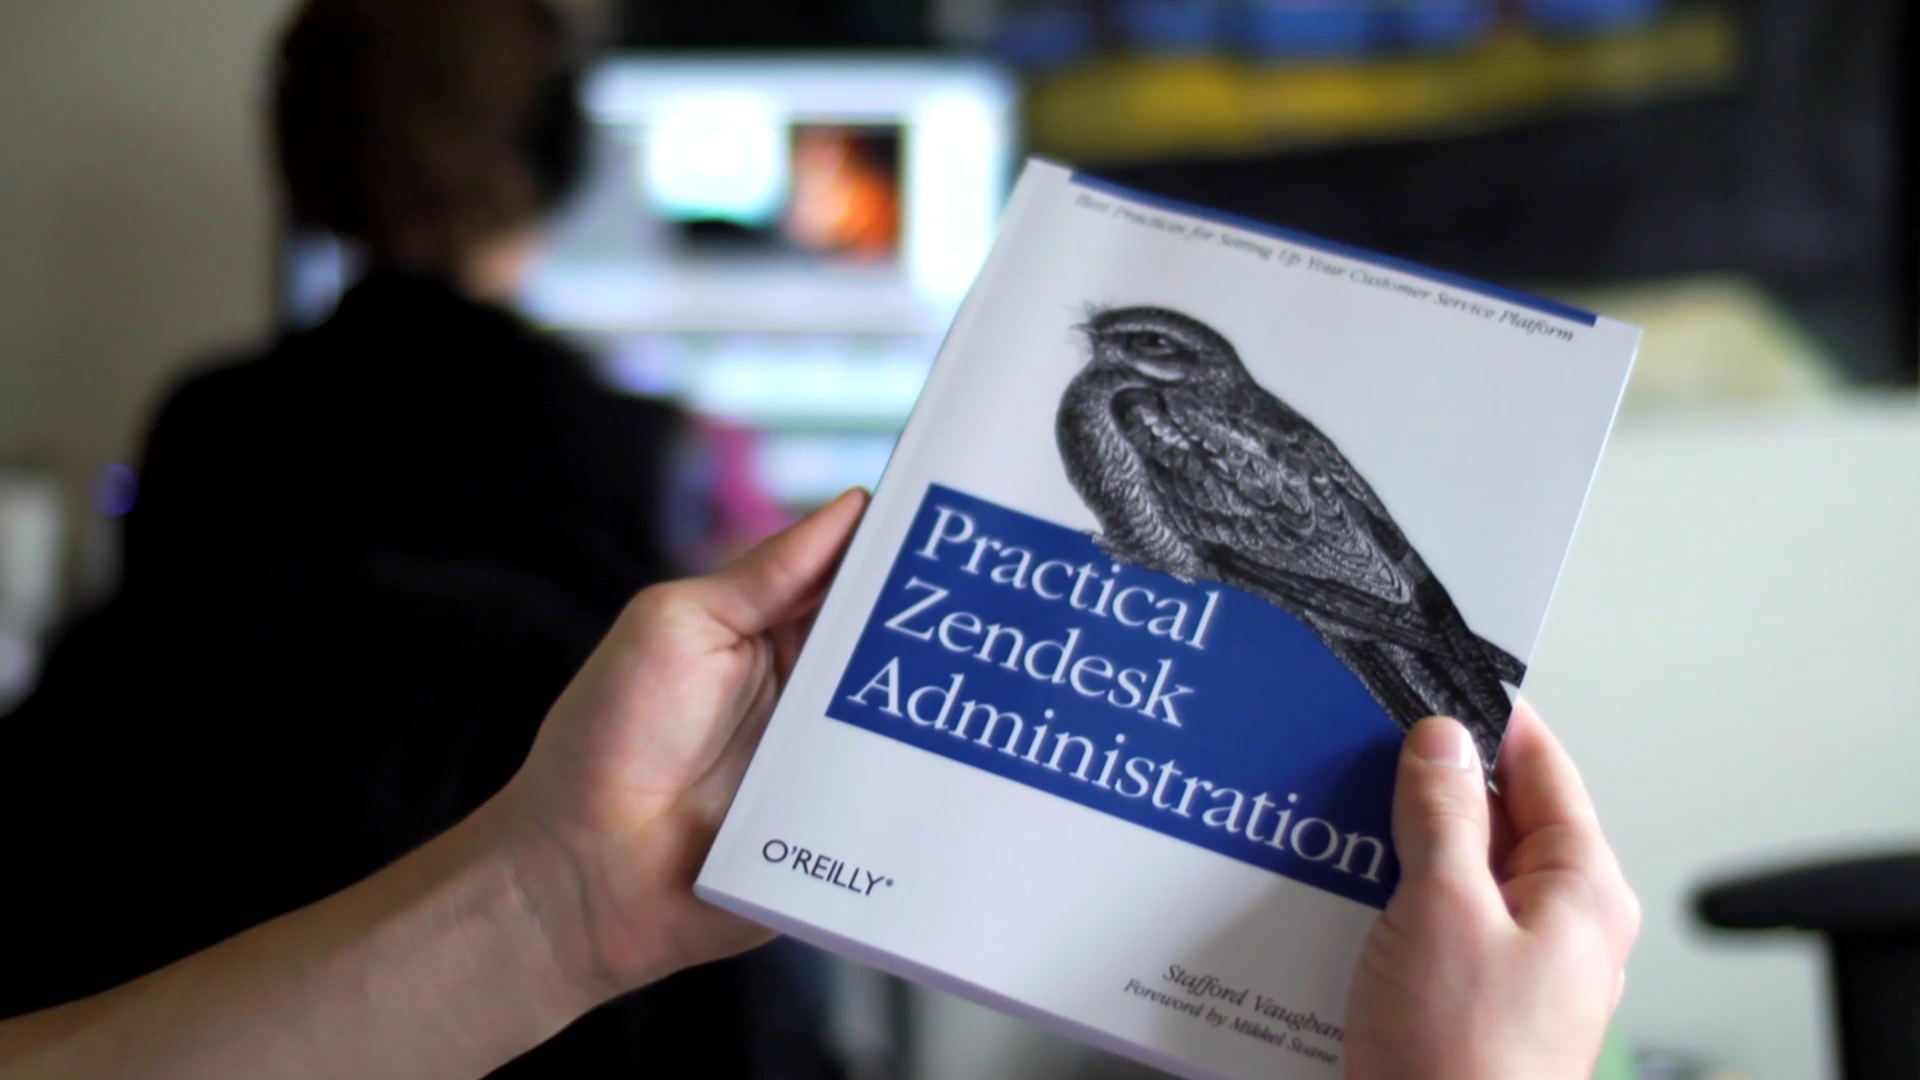 Best Practices for Setting Up Your Customer Service Platform
Practical
Zendesk
Administration
O'REILLY®
Stafford Vaughan
Foreword by Mikkel Svane